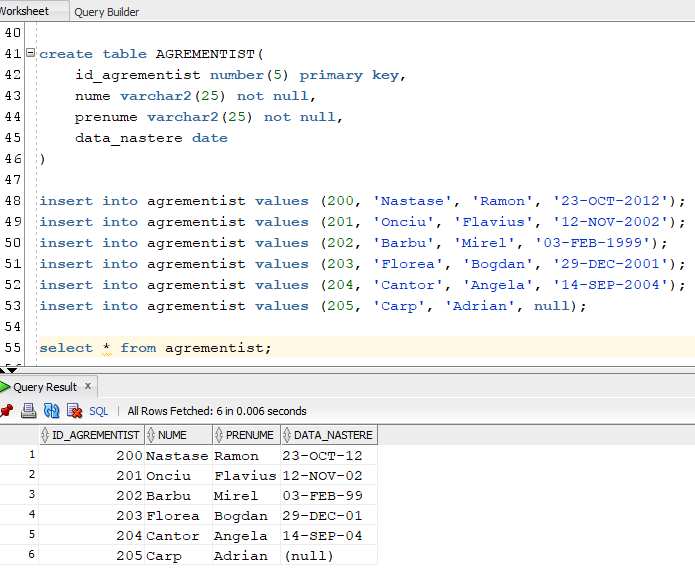 Worksheet Query Builder
40
41 create table AGREMENTIST(
42 id_agrementist number(5) primary key,
43 nume varchar2(25) not null,
44 prenume varchar2(25) not null,
45 data_nastere date
46 )
47
48 insert into agrementist values (200, 'Nastase', 'Ramon', '23-OCT-2012');
49 insert into agrementist values (201, 'Onciu', 'Flavius', '12-NOV-2002');
50 insert into agrementist values (202, 'Barbu', 'Mirel', '03-FEB-1999');
51 insert into agrementist values (203, 'Florea', 'Bogdan', '29-DEC-2001');
52 insert into agrementist values (204, 'Cantor', 'Angela', '14-SEP-2004');
53 insert into agrementist values (205, 'Carp', 'Adrian', null);
54
55 select * from agrementist;
Query Result x
SQL | All Rows Fetched: 6 in 0.006 seconds
ID_AGREMENTIST NUME PRENUME DATA_NASTERE
1 200 Nastase Ramon 23-OCT-12
2 201 Onciu Flavius 12-NOV-02
3 202 Barbu Mirel 03-FEB-99
4 203 Florea Bogdan 29-DEC-01
5 204 Cantor Angela 14-SEP-04
6 205 Carp Adrian (null)